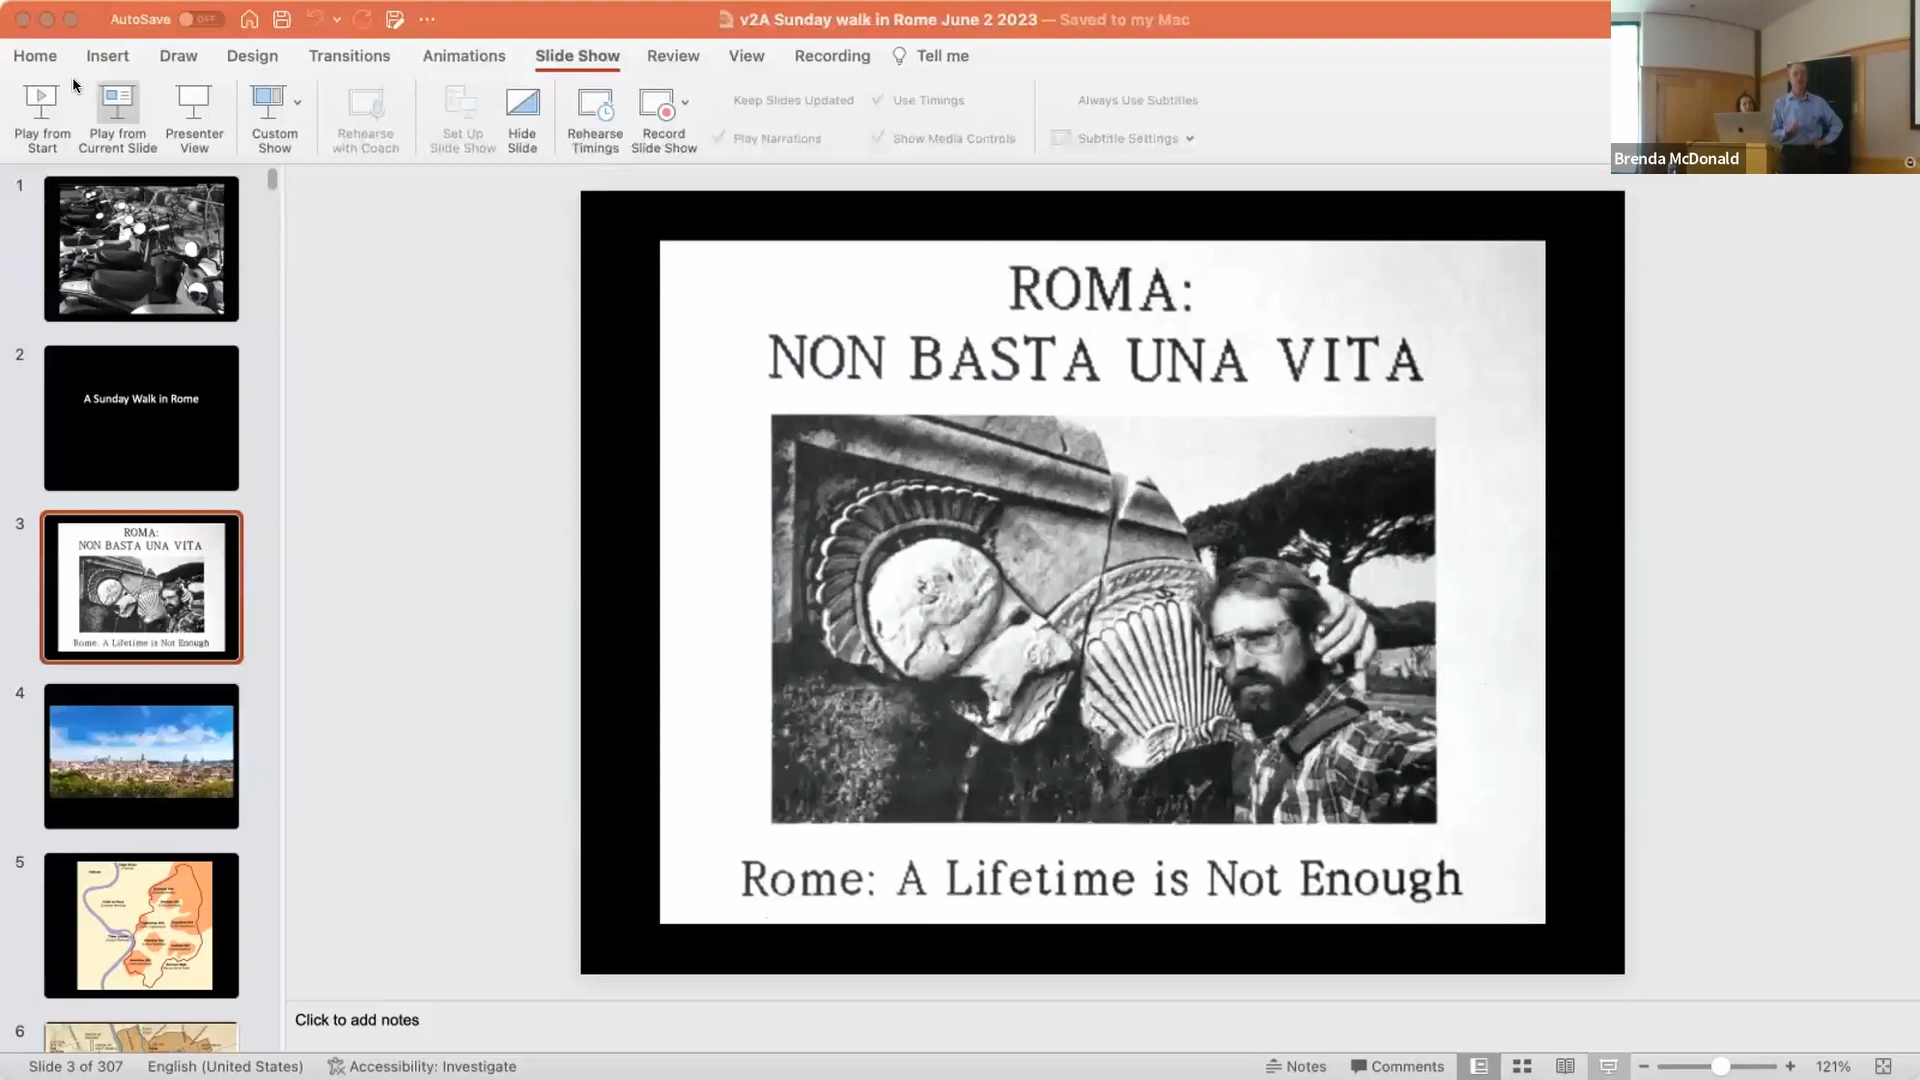 AutoSave OFF
v2A Sunday walk in Rome June 2 2023 — Saved to my Mac
Home Insert Draw Design Transitions Animations Slide Show Review View Recording Tell me
Play from Start
Play from Current Slide
Presenter View
Custom Show
Rehearse with Coach
Set Up Slide Show
Hide Slide
Rehearse Timings
Record Slide Show
Keep Slides Updated
Use Timings
Always Use Subtitles
Play Narrations
Show Media Controls
Subtitle Settings
Brenda McDonald
1
2
A Sunday Walk in Rome
3
ROMA:
NON BASTA UNA VITA
Rome: A Lifetime is Not Enough
4
5
6
ROMA:
NON BASTA UNA VITA
Rome: A Lifetime is Not Enough
Click to add notes
Slide 3 of 307 English (United States) Accessibility: Investigate Notes Comments 121%